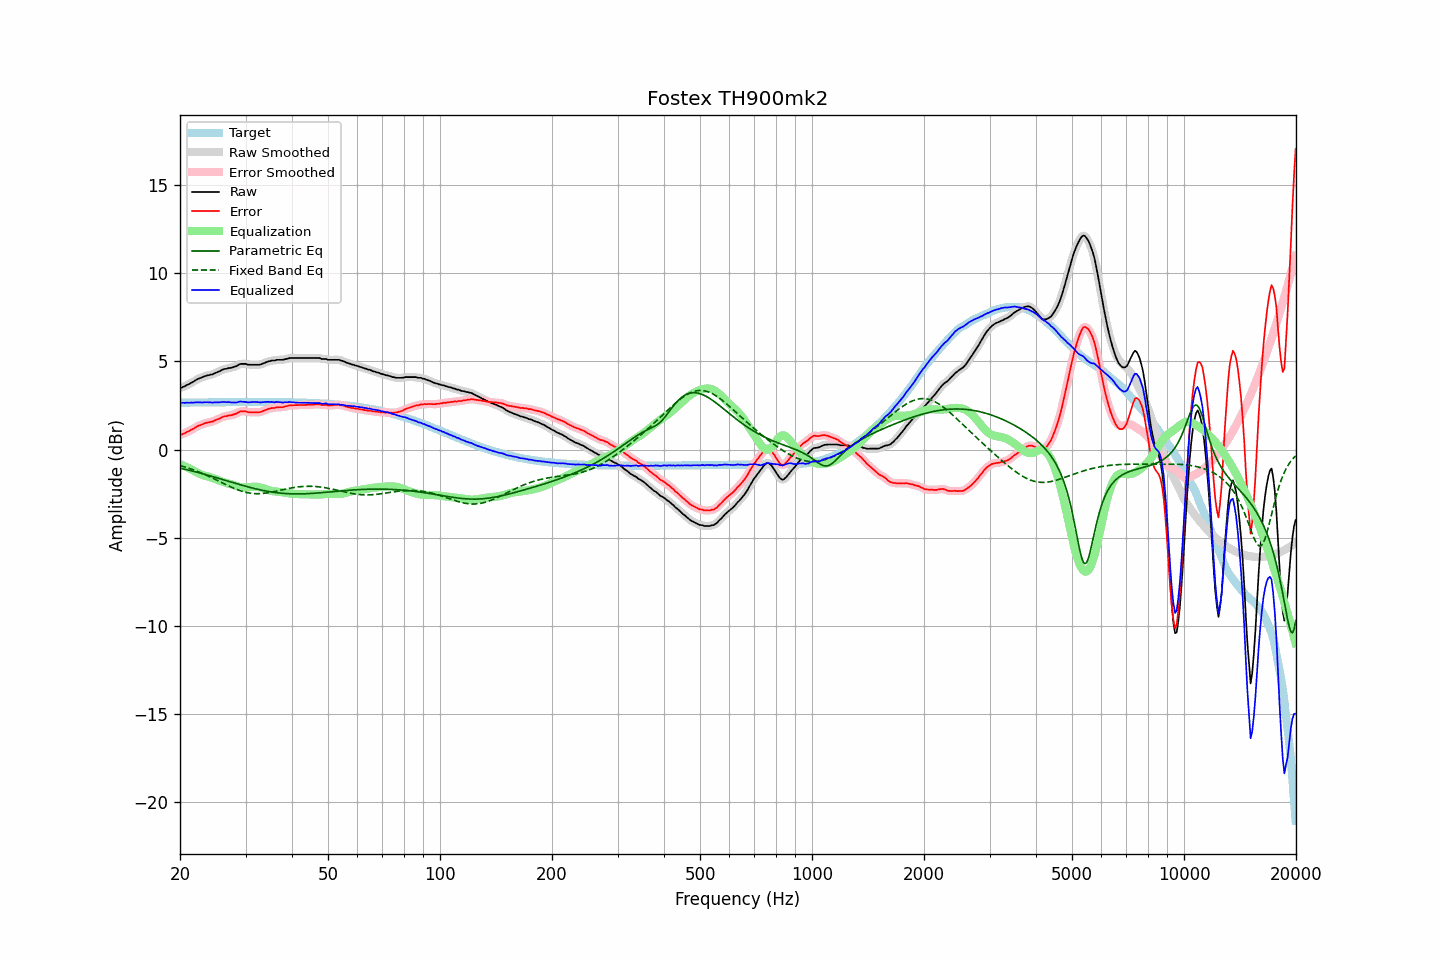 Fostex TH900mk2
Target
Raw Smoothed
Error Smoothed
Raw
Error
Equalization
Parametric Eq
Fixed Band Eq
Equalized
15
10
5
0
−5
−10
−15
−20
Amplitude (dBr)
20
50
100
200
500
1000
2000
5000
10000
20000
Frequency (Hz)